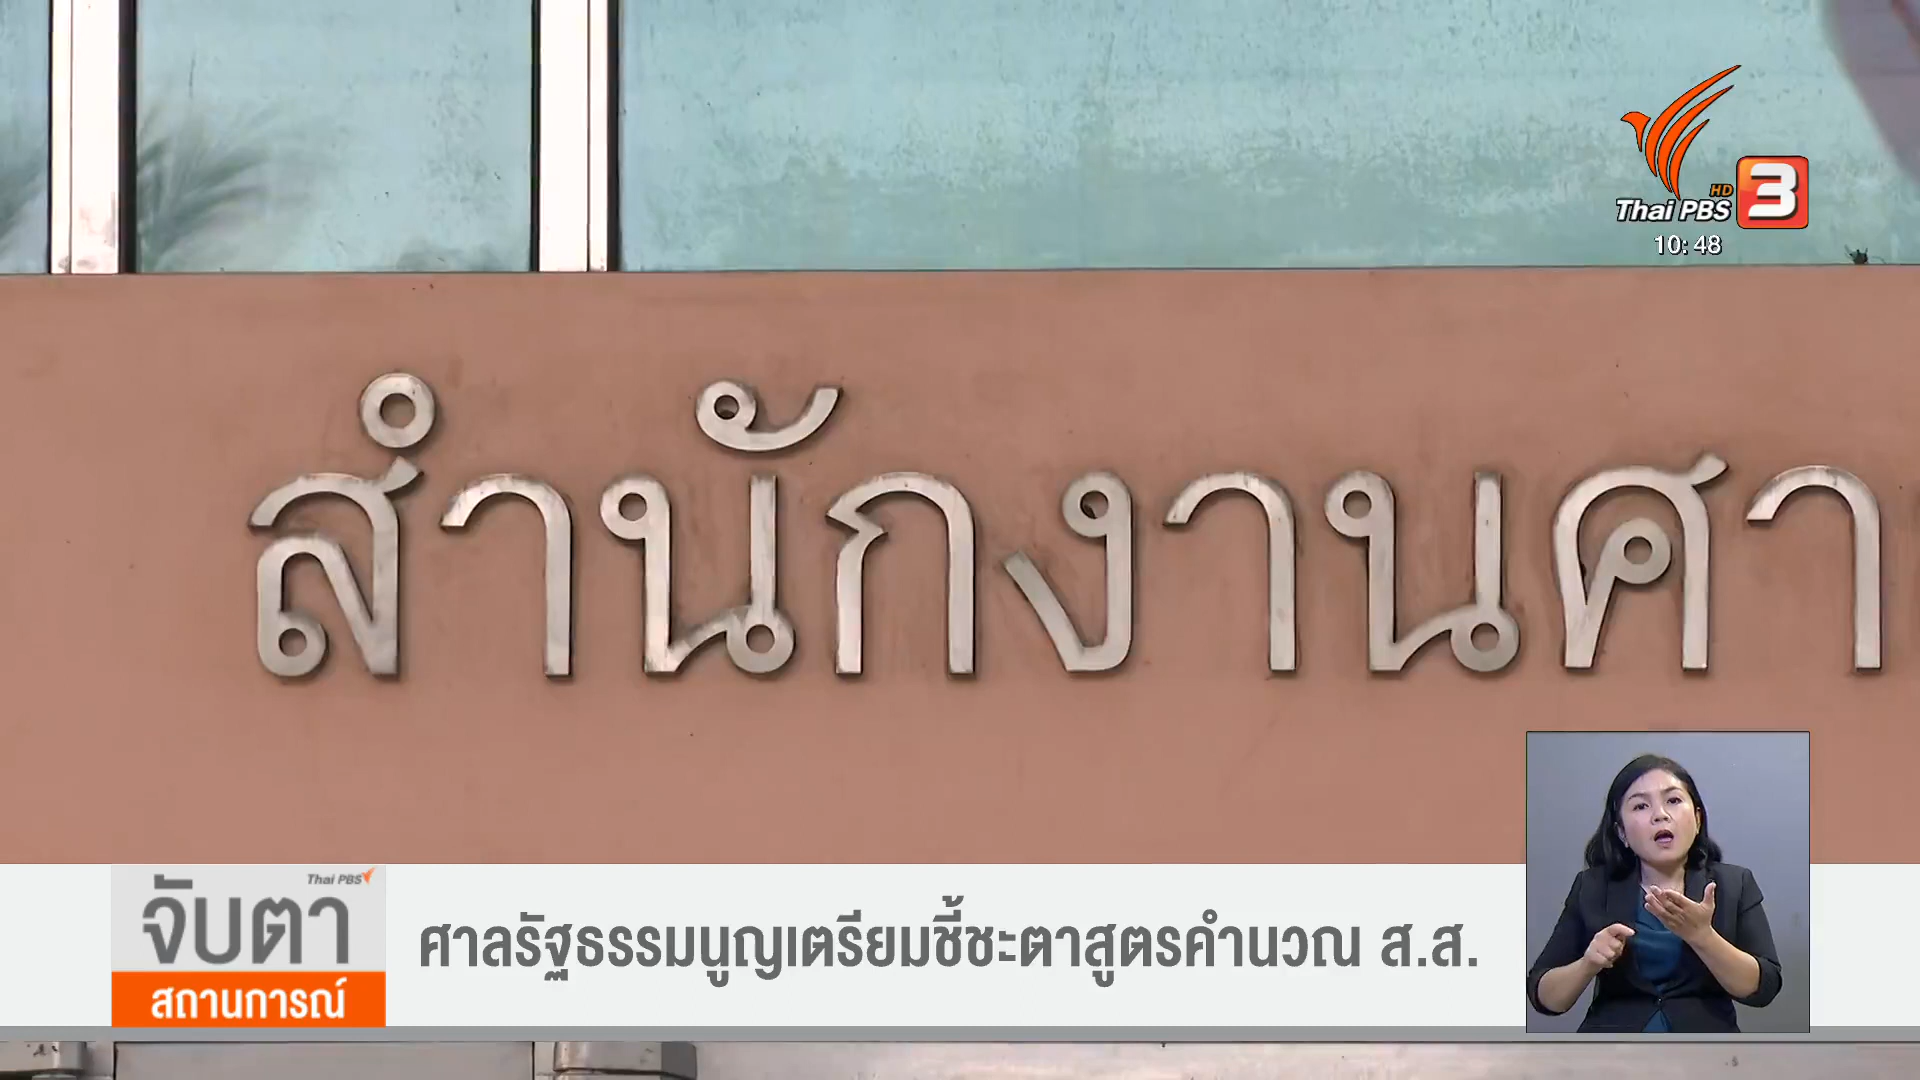 HD
Thai PBS 3
10:48
สำนักงานศา
Thai PBS
จับตา
สถานการณ์
ศาลรัฐธรรมนูญเตรียมชี้ชะตาสูตรคำนวณ ส.ส.